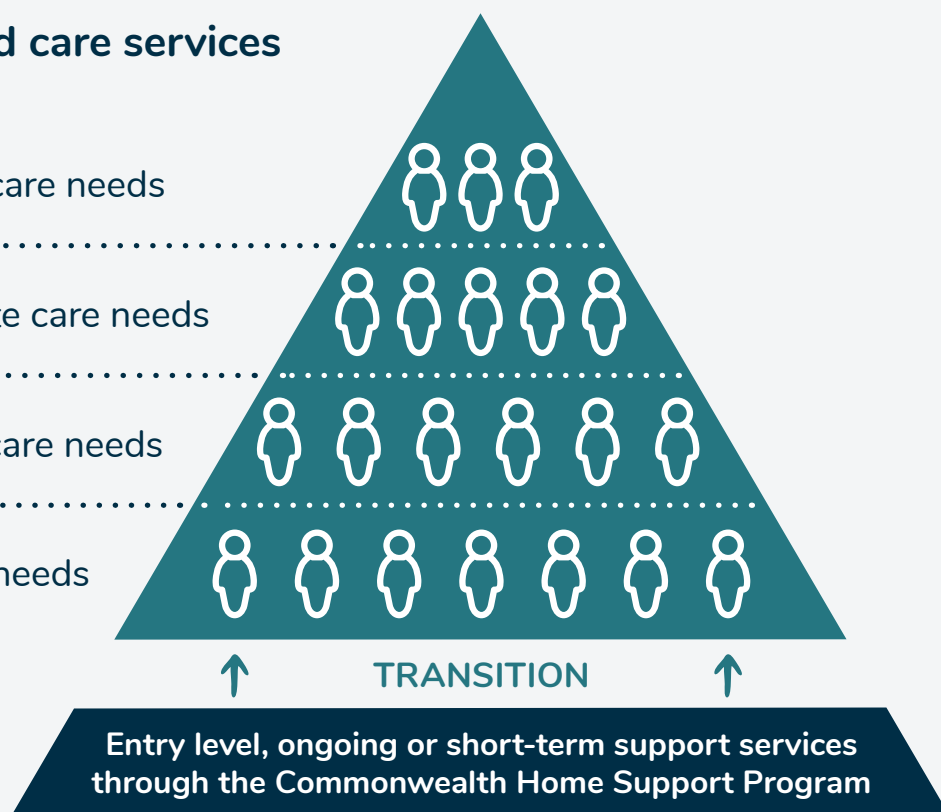 d care services
care needs
te care needs
care needs
needs
TRANSITION
Entry level, ongoing or short-term support services
through the Commonwealth Home Support Program